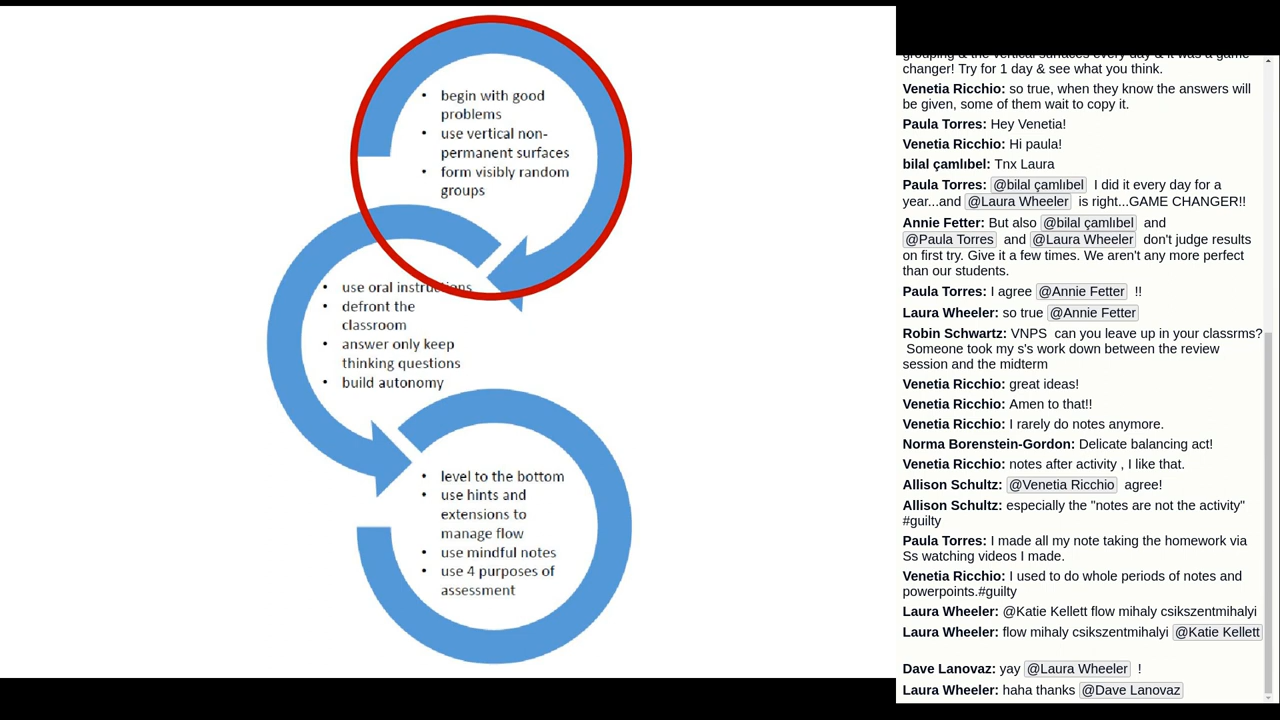 • begin with good
problems
• use vertical non-
permanent surfaces
• form visibly random
groups
• use oral instructions
• defront the
classroom
• answer only keep
thinking questions
• build autonomy
• level to the bottom
• use hints and
extensions to
manage flow
• use mindful notes
• use 4 purposes of
assessment
grouping & the vertical surfaces every day & it was a game
changer! Try for 1 day & see what you think.
Venetia Ricchio: so true, when they know the answers will
be given, some of them wait to copy it.
Paula Torres: Hey Venetia!
Venetia Ricchio: Hi paula!
bilal çamlıbel: Tnx Laura
Paula Torres: @bilal çamlıbel I did it every day for a
year...and @Laura Wheeler is right...GAME CHANGER!!
Annie Fetter: But also @bilal çamlıbel and
@Paula Torres and @Laura Wheeler don't judge results
on first try. Give it a few times. We aren't any more perfect
than our students.
Paula Torres: I agree @Annie Fetter !!
Laura Wheeler: so true @Annie Fetter
Robin Schwartz: VNPS can you leave up in your classrms?
Someone took my s's work down between the review
session and the midterm
Venetia Ricchio: great ideas!
Venetia Ricchio: Amen to that!!
Venetia Ricchio: I rarely do notes anymore.
Norma Borenstein-Gordon: Delicate balancing act!
Venetia Ricchio: notes after activity , I like that.
Allison Schultz: @Venetia Ricchio agree!
Allison Schultz: especially the "notes are not the activity"
#guilty
Paula Torres: I made all my note taking the homework via
Ss watching videos I made.
Venetia Ricchio: I used to do whole periods of notes and
powerpoints.#guilty
Laura Wheeler: @Katie Kellett flow mihaly csikszentmihalyi
Laura Wheeler: flow mihaly csikszentmihalyi @Katie Kellett
Dave Lanovaz: yay @Laura Wheeler !
Laura Wheeler: haha thanks @Dave Lanovaz